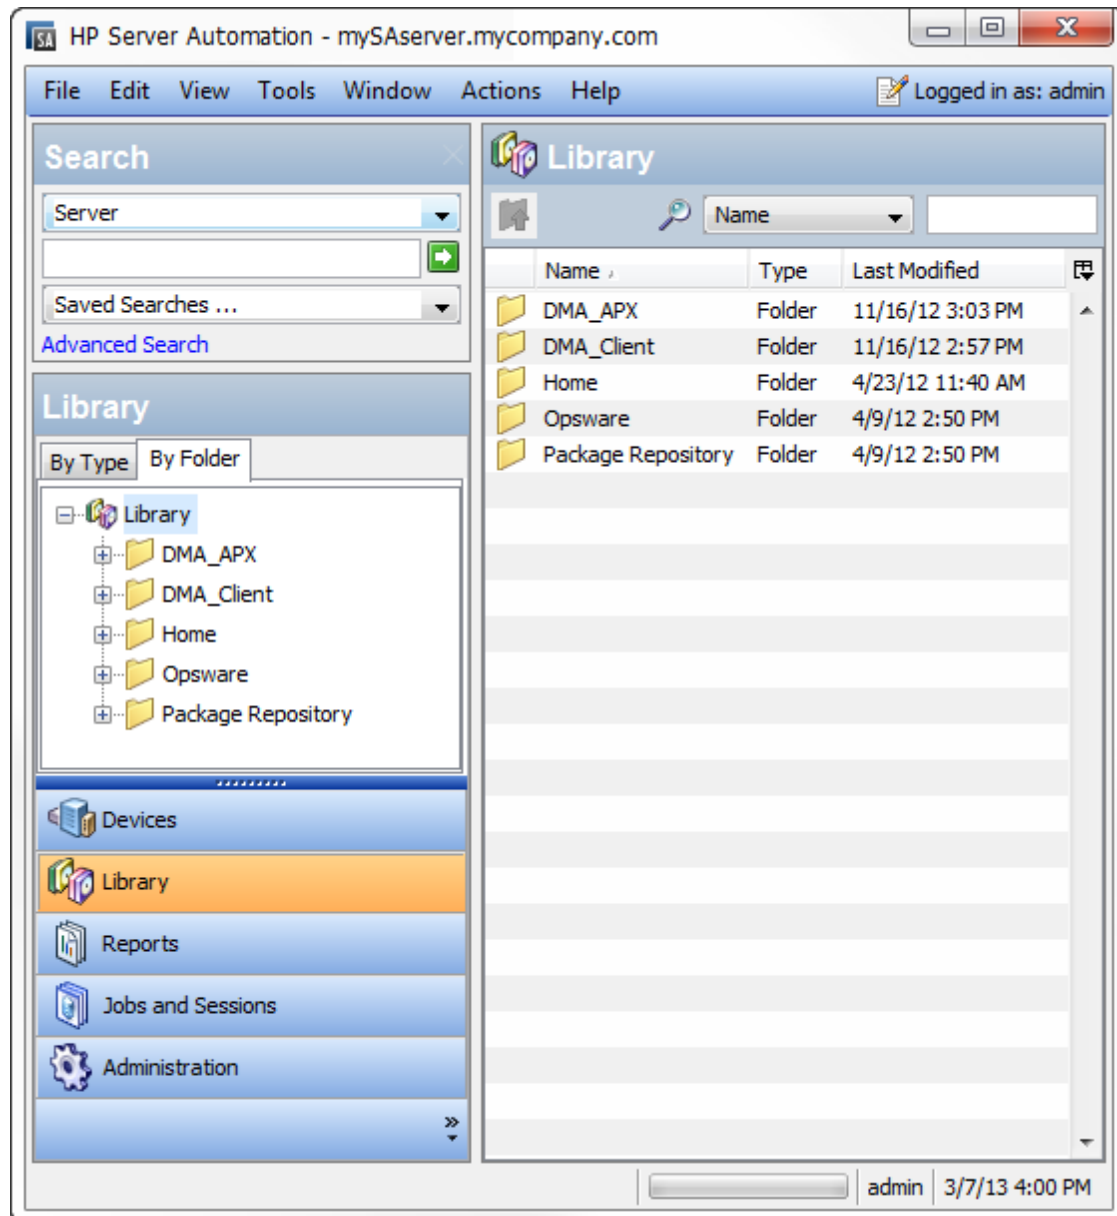 SA HP Server Automation - mySAserver.mycompany.com
File Edit View Tools Window Actions Help Logged in as: admin
Search
Server
Saved Searches ...
Advanced Search
Library
By Type By Folder
Library
DMA_APX
DMA_Client
Home
Opsware
Package Repository
Devices
Library
Reports
Jobs and Sessions
Administration
Library
Name
Name Type Last Modified
DMA_APX Folder 11/16/12 3:03 PM
DMA_Client Folder 11/16/12 2:57 PM
Home Folder 4/23/12 11:40 AM
Opsware Folder 4/9/12 2:50 PM
Package Repository Folder 4/9/12 2:50 PM
admin 3/7/13 4:00 PM